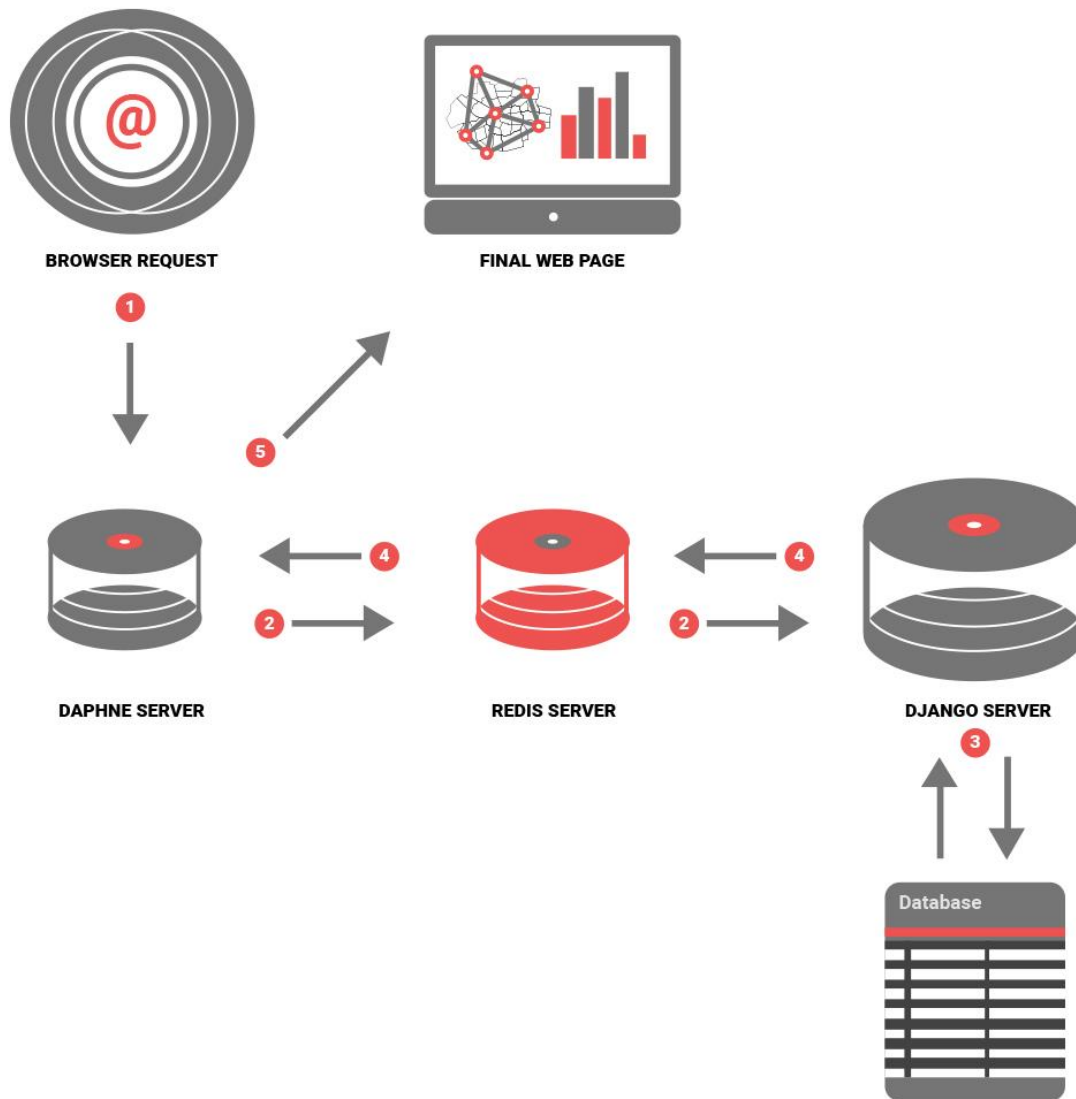 @
BROWSER REQUEST
FINAL WEB PAGE
1
5
4
4
2
2
DAPHNE SERVER
REDIS SERVER
DJANGO SERVER
3
Database